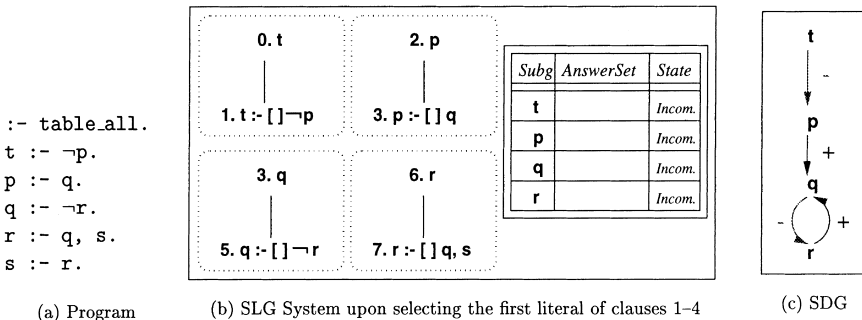 :- table_all.
t :- ¬p.
p :- q.
q :- ¬r.
r :- q, s.
s :- r.
(a) Program
0. t
1. t :- [ ] ¬ p
2. p
3. p :- [ ] q
3. q
5. q :- [ ] ¬ r
6. r
7. r :- [ ] q, s
Subg AnswerSet State
t Incom.
p Incom.
q Incom.
r Incom.
(b) SLG System upon selecting the first literal of clauses 1–4
t
-
p
+
q
- +
r
(c) SDG